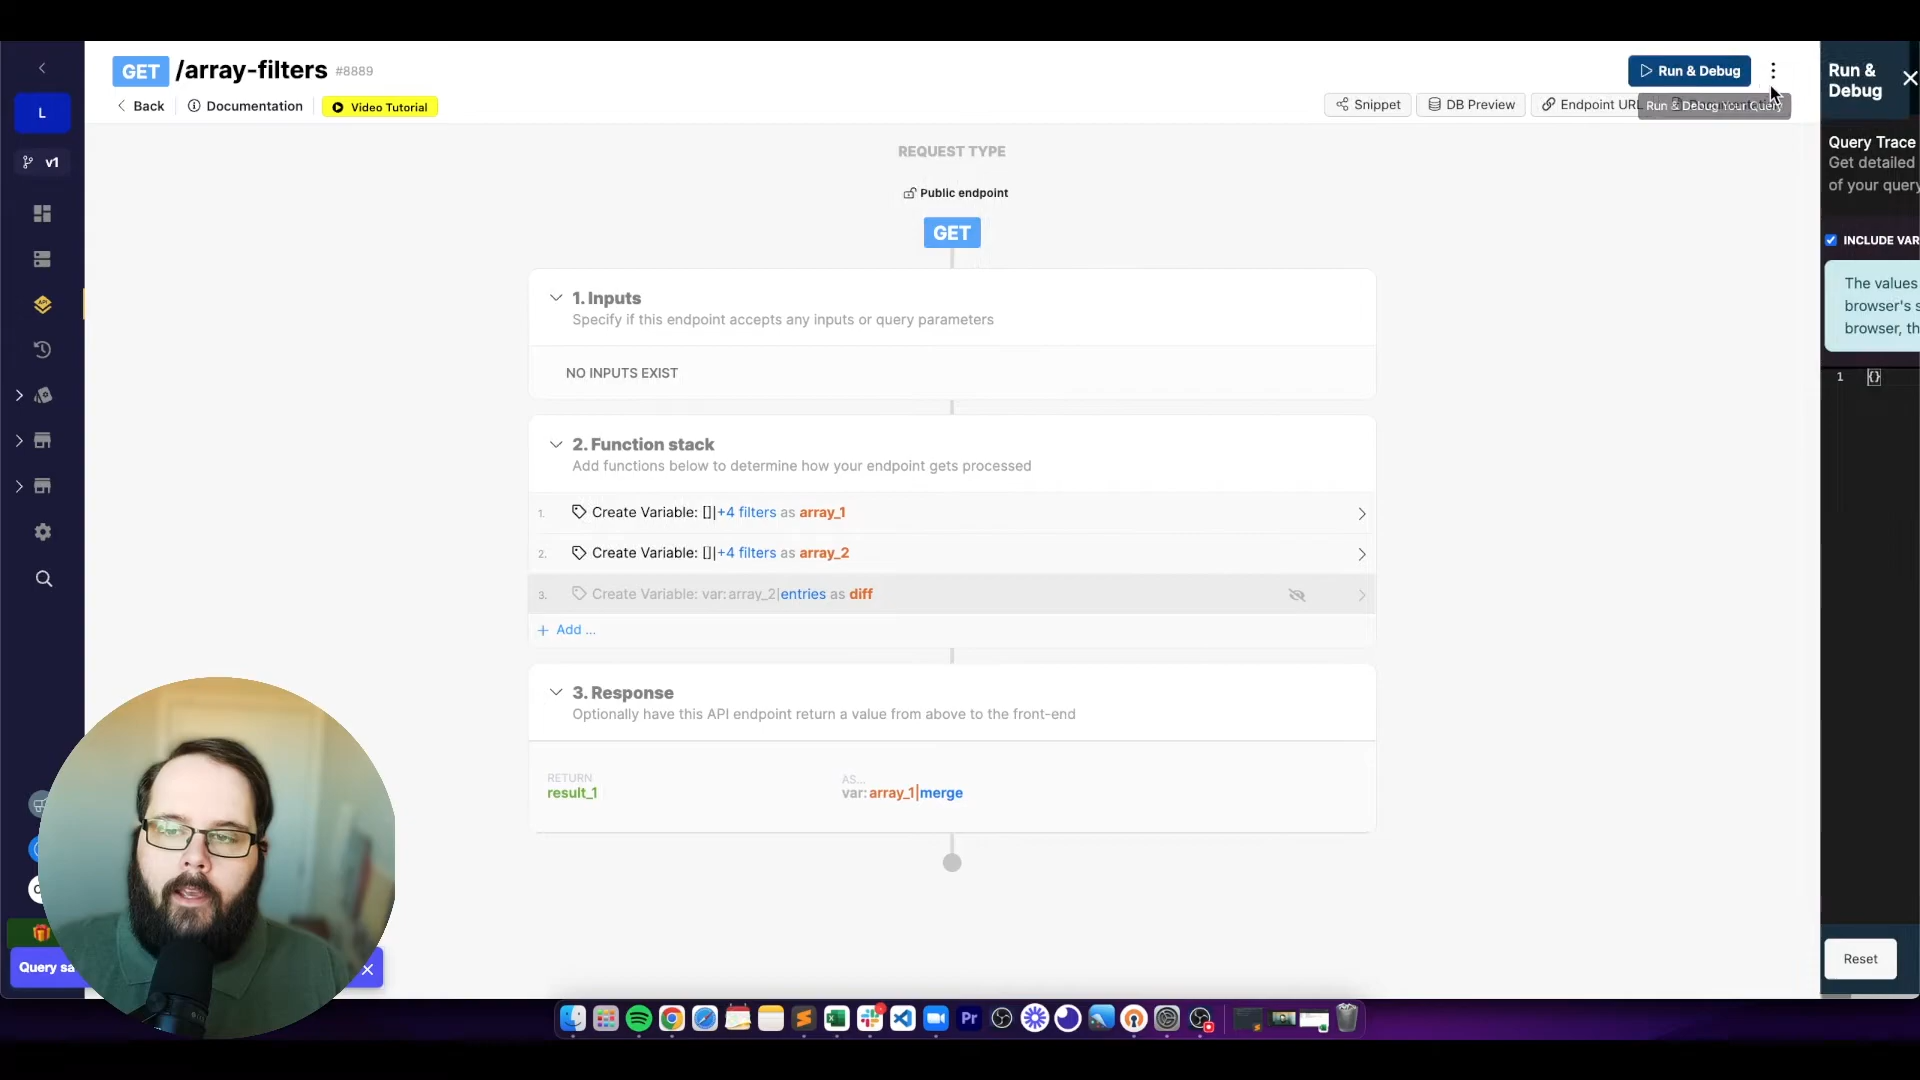 GET /array-filters #8889
Run & Debug
Back
Documentation
Video Tutorial
Snippet
DB Preview
Endpoint URL
Run & Debug Your Query
L
v1
REQUEST TYPE
Public endpoint
GET
1. Inputs
Specify if this endpoint accepts any inputs or query parameters
NO INPUTS EXIST
2. Function stack
Add functions below to determine how your endpoint gets processed
1. Create Variable: []|+4 filters as array_1
2. Create Variable: []|+4 filters as array_2
3. Create Variable: var:array_2|entries as diff
+ Add ...
3. Response
Optionally have this API endpoint return a value from above to the front-end
RETURN
result_1
AS...
var:array_1|merge
Query sa
Run &
Debug
Query Trace
Get detailed
of your query
INCLUDE VAR
The values
browser's s
browser, th
1 {}
Reset
Pr